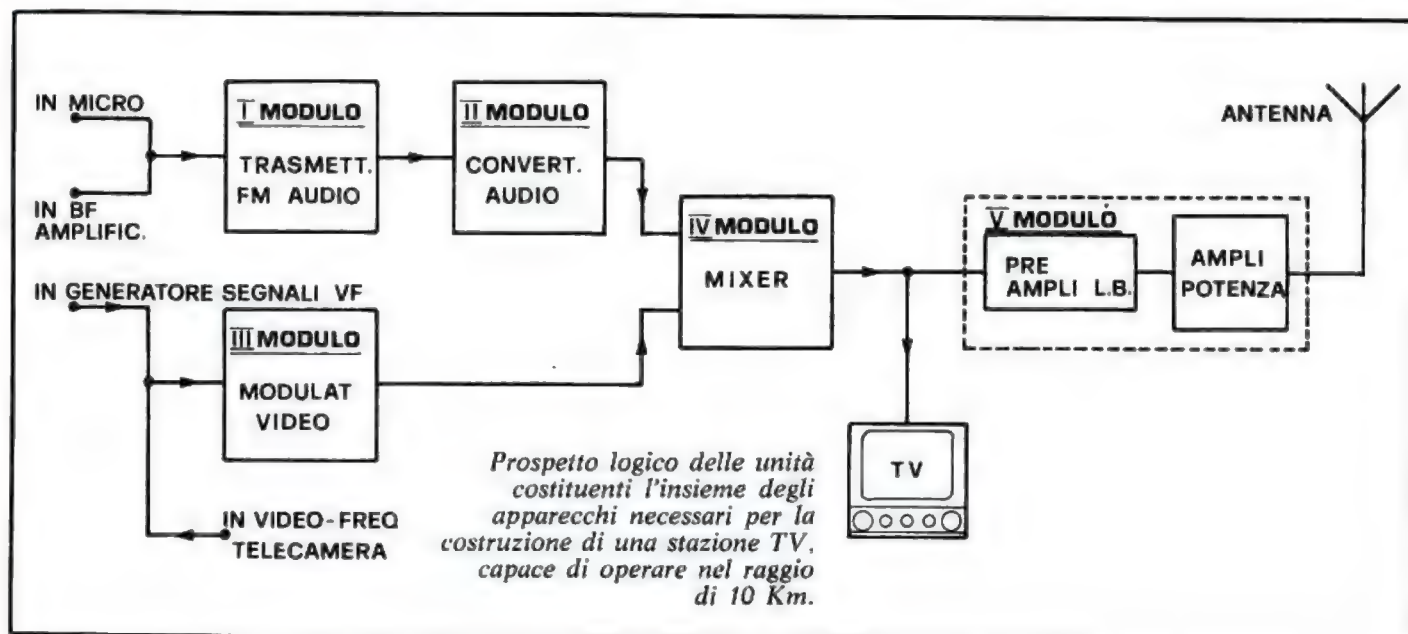 IN MICRO
IN BF
AMPLIFIC.
I MODULO
TRASMETT.
FM AUDIO
II MODULO
CONVERT.
AUDIO
IN GENERATORE SEGNALI VF
III MODULO
MODULAT
VIDEO
IN VIDEO-FREQ
TELECAMERA
IV MODULO
MIXER
TV
V MODULO
PRE
AMPLI L.B.
AMPLI
POTENZA
ANTENNA
Prospetto logico delle unità
costituenti l'insieme degli
apparecchi necessari per la
costruzione di una stazione TV,
capace di operare nel raggio
di 10 Km.